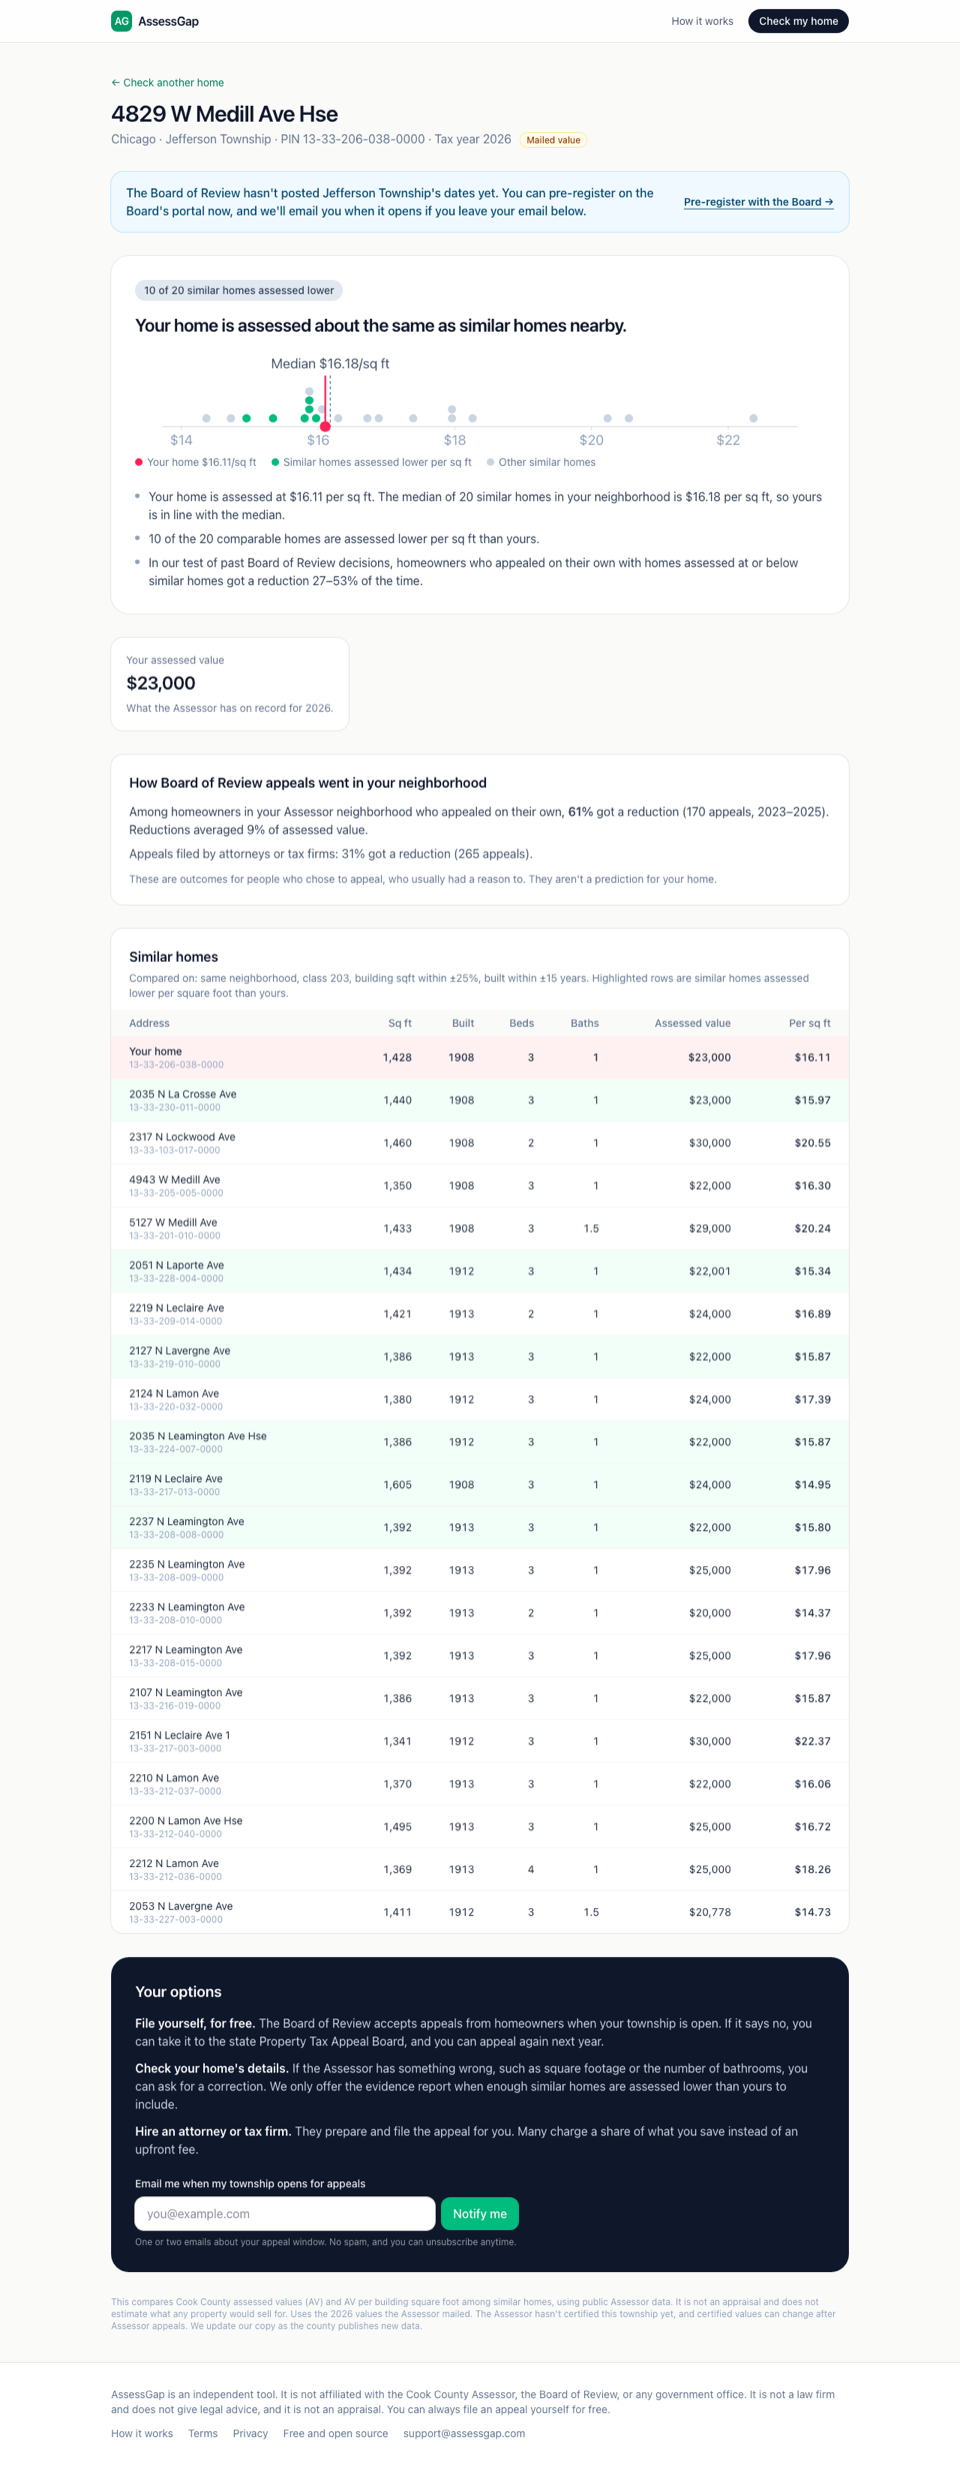 AG AssessGap
How it works
Check my home
← Check another home
4829 W Medill Ave Hse
Chicago · Jefferson Township · PIN 13-33-206-038-0000 · Tax year 2026 Mailed value
The Board of Review hasn't posted Jefferson Township's dates yet. You can pre-register on the
Board's portal now, and we'll email you when it opens if you leave your email below.
Pre-register with the Board →
10 of 20 similar homes assessed lower
Your home is assessed about the same as similar homes nearby.
Median $16.18/sq ft
$14 $16 $18 $20 $22
Your home $16.11/sq ft Similar homes assessed lower per sq ft Other similar homes
• Your home is assessed at $16.11 per sq ft. The median of 20 similar homes in your neighborhood is $16.18 per sq ft, so yours
is in line with the median.
• 10 of the 20 comparable homes are assessed lower per sq ft than yours.
• In our test of past Board of Review decisions, homeowners who appealed on their own with homes assessed at or below
similar homes got a reduction 27–53% of the time.
Your assessed value
$23,000
What the Assessor has on record for 2026.
How Board of Review appeals went in your neighborhood
Among homeowners in your Assessor neighborhood who appealed on their own, 61% got a reduction (170 appeals, 2023–2025).
Reductions averaged 9% of assessed value.
Appeals filed by attorneys or tax firms: 31% got a reduction (265 appeals).
These are outcomes for people who chose to appeal, who usually had a reason to. They aren't a prediction for your home.
Similar homes
Compared on: same neighborhood, class 203, building sqft within ±25%, built within ±15 years. Highlighted rows are similar homes assessed
lower per square foot than yours.
Address Sq ft Built Beds Baths Assessed value Per sq ft
Your home
13-33-206-038-0000
1,428 1908 3 1 $23,000 $16.11
2035 N La Crosse Ave
13-33-230-011-0000
1,440 1908 3 1 $23,000 $15.97
2317 N Lockwood Ave
13-33-103-017-0000
1,460 1908 2 1 $30,000 $20.55
4943 W Medill Ave
13-33-205-005-0000
1,350 1908 3 1 $22,000 $16.30
5127 W Medill Ave
13-33-201-010-0000
1,433 1908 3 1.5 $29,000 $20.24
2051 N Laporte Ave
13-33-228-004-0000
1,434 1912 3 1 $22,001 $15.34
2219 N Leclaire Ave
13-33-209-014-0000
1,421 1913 2 1 $24,000 $16.89
2127 N Lavergne Ave
13-33-219-010-0000
1,386 1913 3 1 $22,000 $15.87
2124 N Lamon Ave
13-33-220-032-0000
1,380 1912 3 1 $24,000 $17.39
2035 N Leamington Ave Hse
13-33-224-007-0000
1,386 1912 3 1 $22,000 $15.87
2119 N Leclaire Ave
13-33-217-013-0000
1,605 1908 3 1 $24,000 $14.95
2237 N Leamington Ave
13-33-208-008-0000
1,392 1913 3 1 $22,000 $15.80
2235 N Leamington Ave
13-33-208-009-0000
1,392 1913 3 1 $25,000 $17.96
2233 N Leamington Ave
13-33-208-010-0000
1,392 1913 2 1 $20,000 $14.37
2217 N Leamington Ave
13-33-208-015-0000
1,392 1913 3 1 $25,000 $17.96
2107 N Leamington Ave
13-33-216-019-0000
1,386 1913 3 1 $22,000 $15.87
2151 N Leclaire Ave 1
13-33-217-003-0000
1,341 1912 3 1 $30,000 $22.37
2210 N Lamon Ave
13-33-212-037-0000
1,370 1913 3 1 $22,000 $16.06
2200 N Lamon Ave Hse
13-33-212-040-0000
1,495 1913 3 1 $25,000 $16.72
2212 N Lamon Ave
13-33-212-036-0000
1,369 1913 4 1 $25,000 $18.26
2053 N Lavergne Ave
13-33-227-003-0000
1,411 1912 3 1.5 $20,778 $14.73
Your options
File yourself, for free. The Board of Review accepts appeals from homeowners when your township is open. If it says no, you
can take it to the state Property Tax Appeal Board, and you can appeal again next year.
Check your home's details. If the Assessor has something wrong, such as square footage or the number of bathrooms, you
can ask for a correction. We only offer the evidence report when enough similar homes are assessed lower than yours to
include.
Hire an attorney or tax firm. They prepare and file the appeal for you. Many charge a share of what you save instead of an
upfront fee.
Email me when my township opens for appeals
you@example.com
Notify me
One or two emails about your appeal window. No spam, and you can unsubscribe anytime.
This compares Cook County assessed values (AV) and AV per building square foot among similar homes, using public Assessor data. It is not an appraisal and does not
estimate what any property would sell for. Uses the 2026 values the Assessor mailed. The Assessor hasn't certified this township yet, and certified values can change after
Assessor appeals. We update our copy as the county publishes new data.
AssessGap is an independent tool. It is not affiliated with the Cook County Assessor, the Board of Review, or any government office. It is not a law firm
and does not give legal advice, and it is not an appraisal. You can always file an appeal yourself for free.
How it works Terms Privacy Free and open source support@assessgap.com